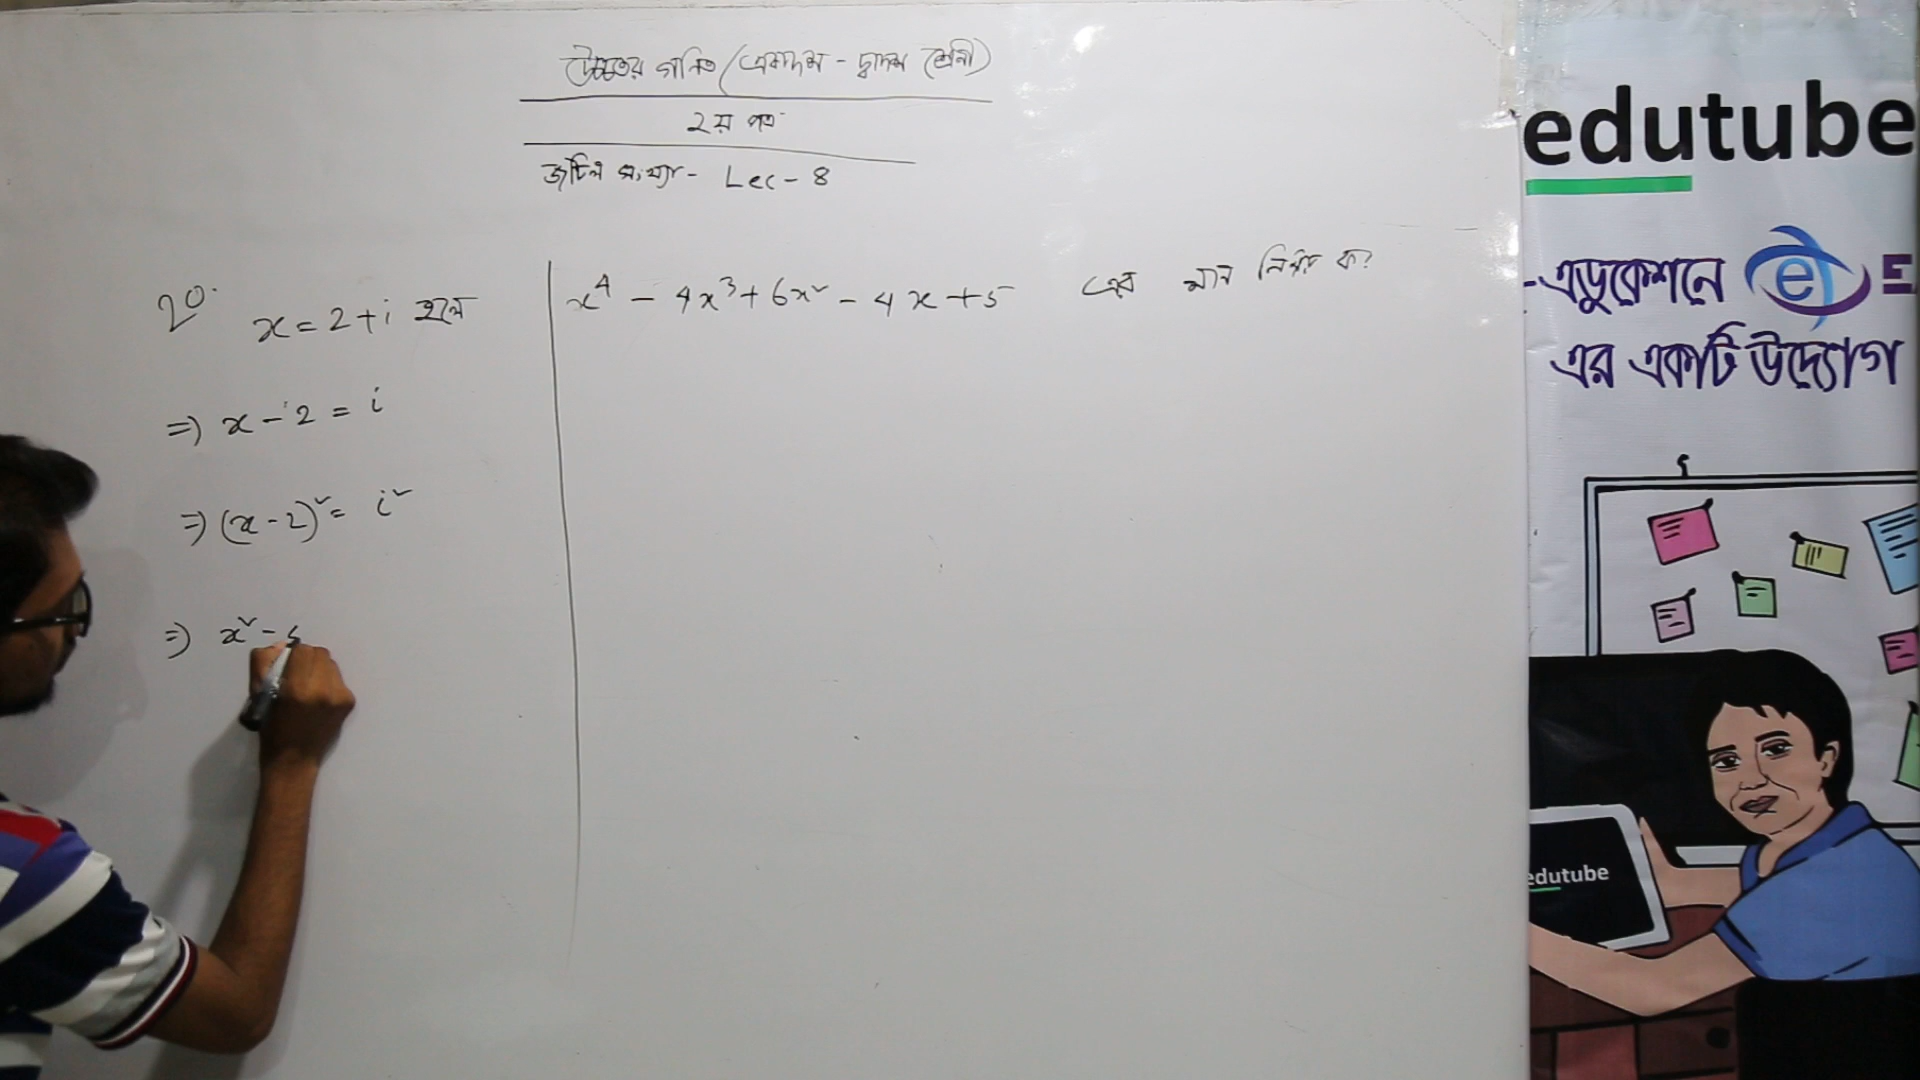 উচ্চতর গনিত (একাদশ - দ্বাদশ শ্রেনী)
২য় পত্র
জটিল সংখ্যা - Lec - 8
20. x = 2 + i হলে x⁴ - 4x³ + 6x² - 4x + 5 এর মান নির্ণয় কর?
⇒ x - 2 = i
⇒ (x - 2)² = i²
⇒ x² -
edutube
-এডুকেশনে e E
এর একটি উদ্যোগ
edutube